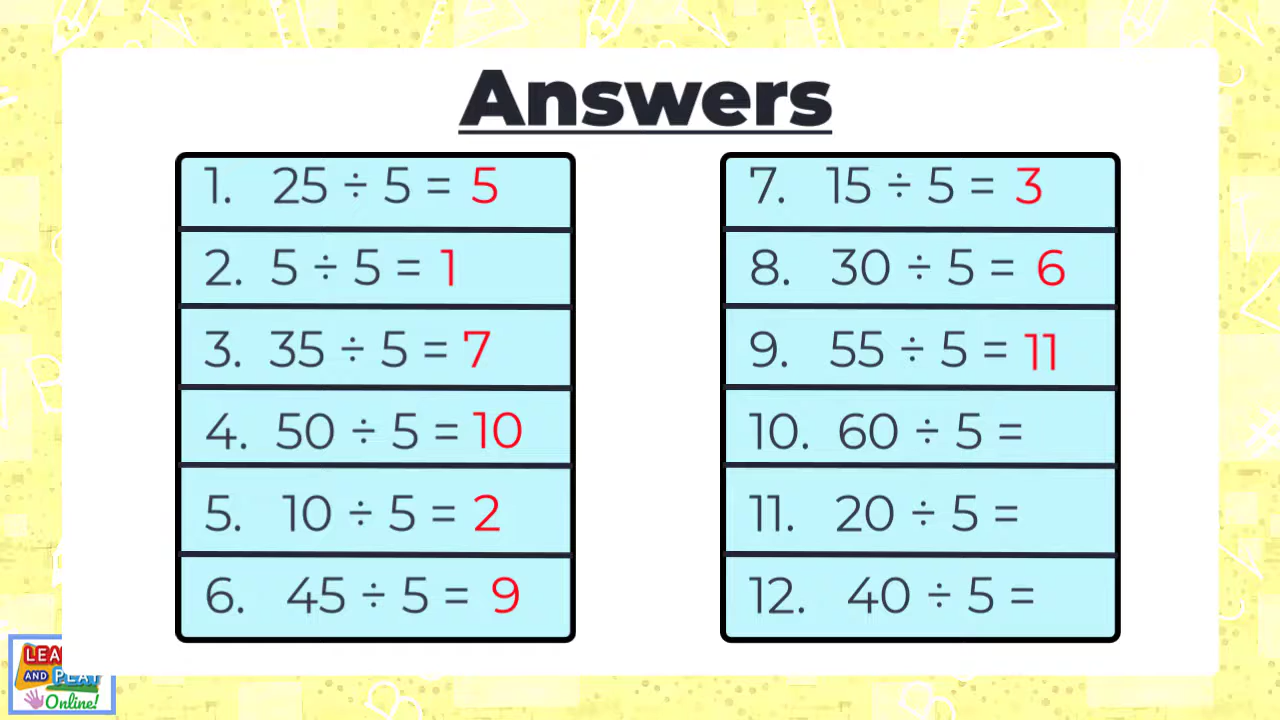 Answers
1. 25 ÷ 5 = 5
2. 5 ÷ 5 = 1
3. 35 ÷ 5 = 7
4. 50 ÷ 5 = 10
5. 10 ÷ 5 = 2
6. 45 ÷ 5 = 9
7. 15 ÷ 5 = 3
8. 30 ÷ 5 = 6
9. 55 ÷ 5 = 11
10. 60 ÷ 5 =
11. 20 ÷ 5 =
12. 40 ÷ 5 =
AND PLAY
Online!